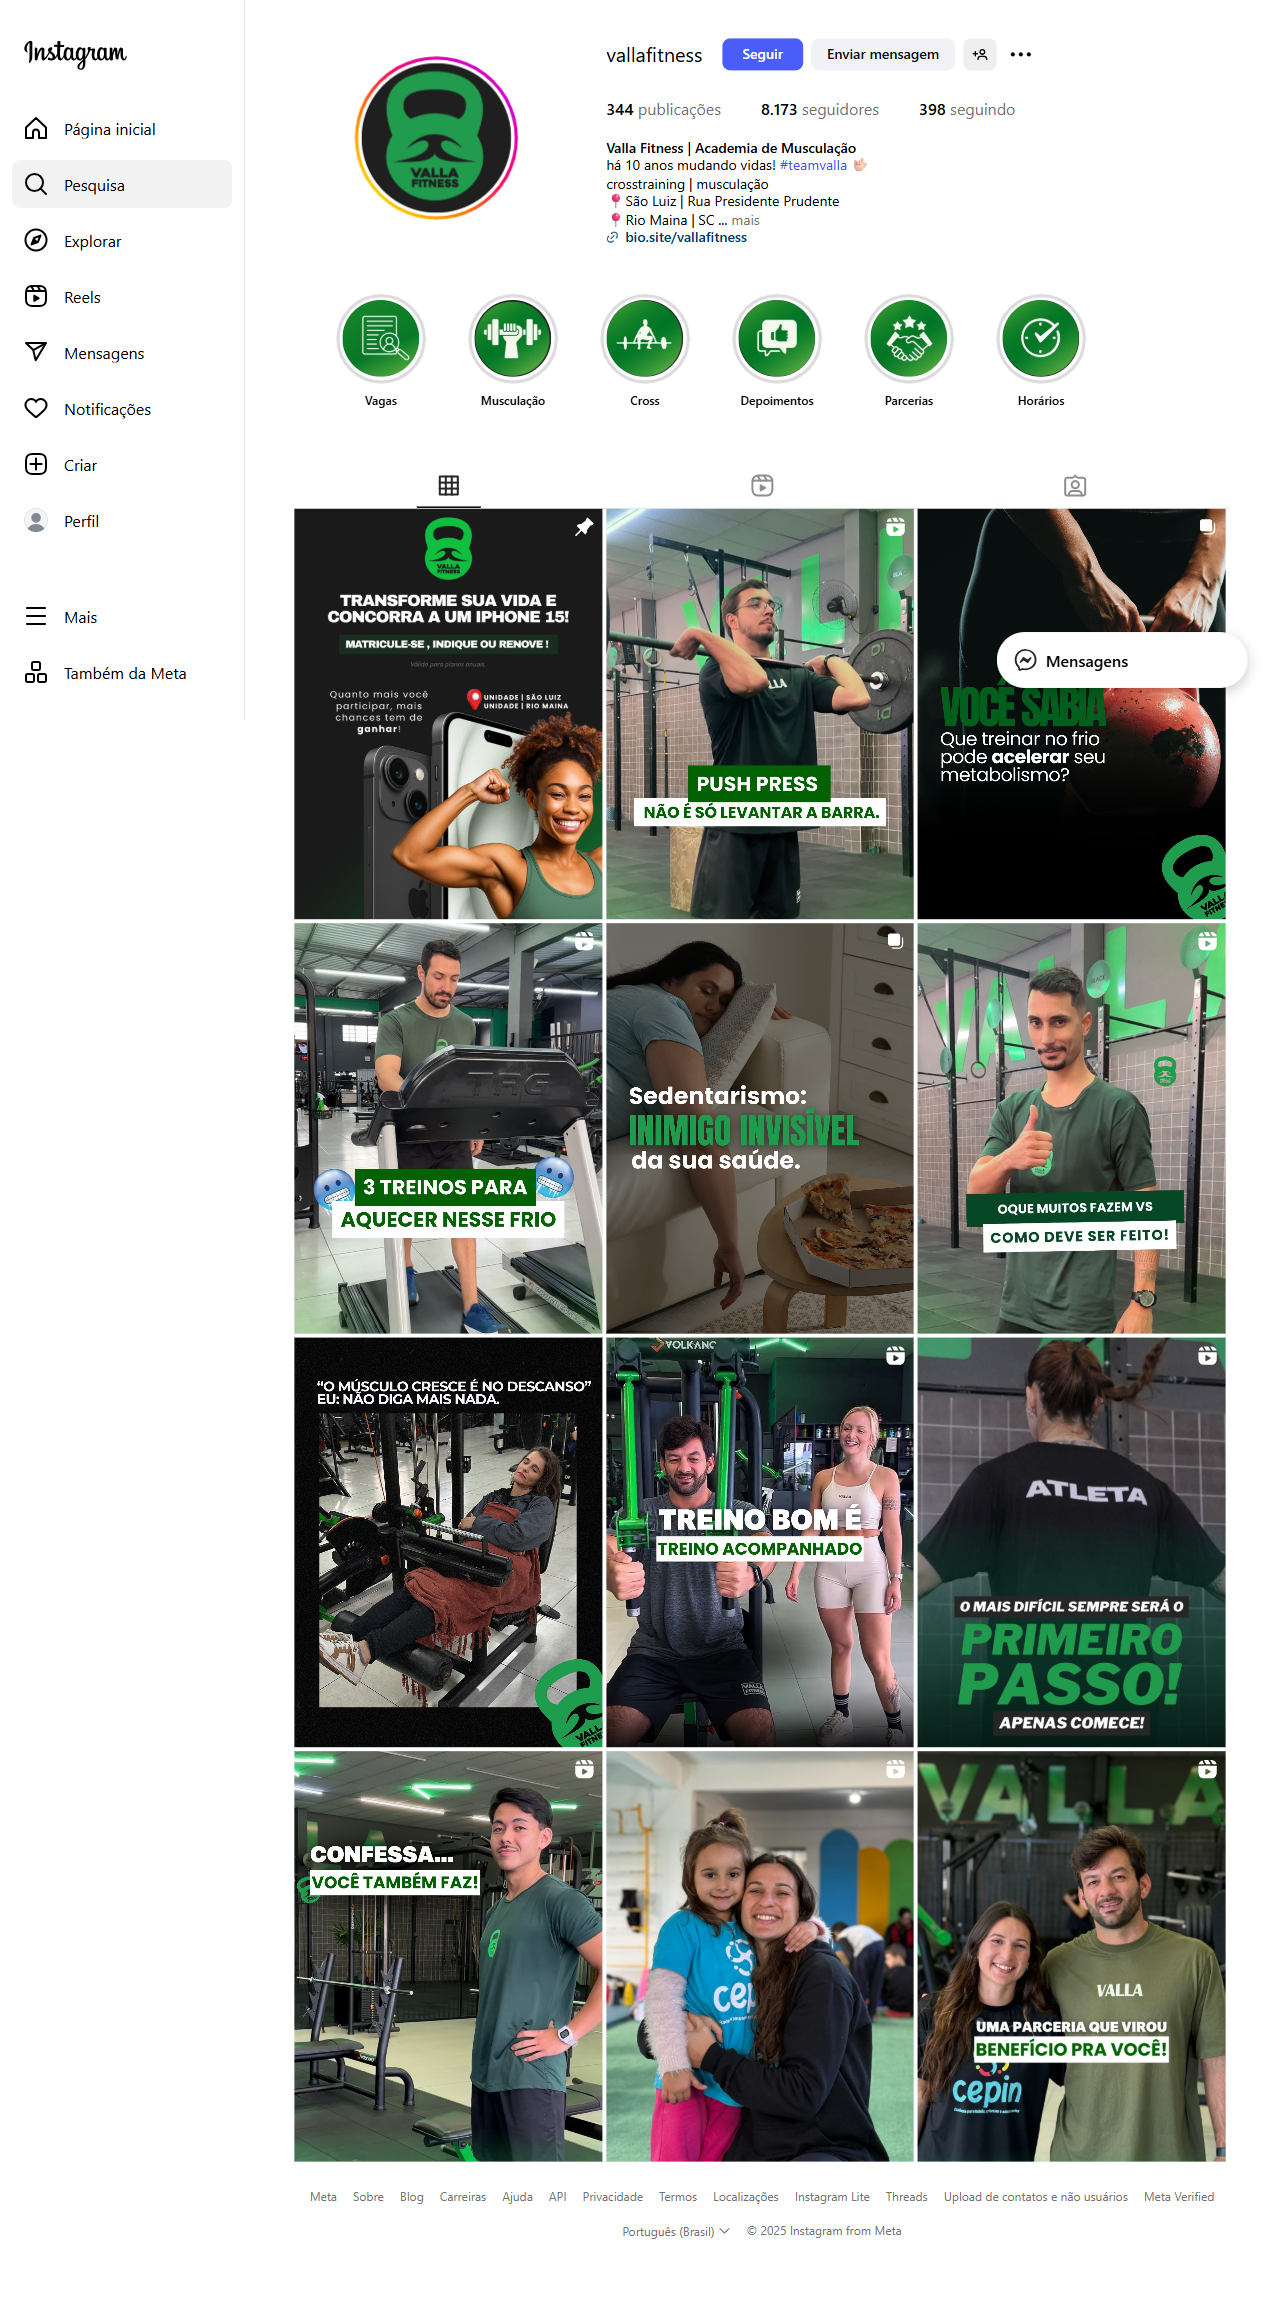 Instagram
Página inicial
Pesquisa
Explorar
Reels
Mensagens
Notificações
Criar
Perfil
Mais
Também da Meta
vallafitness
Seguir
Enviar mensagem
344 publicações
8.173 seguidores
398 seguindo
Valla Fitness | Academia de Musculação
há 10 anos mudando vidas! #teamvalla
crosstraining | musculação
São Luiz | Rua Presidente Prudente
Rio Maina | SC ... mais
bio.site/vallafitness
VALLA
FITNESS
Vagas
Musculação
Cross
Depoimentos
Parcerias
Horários
VALLA
FITNESS
TRANSFORME SUA VIDA E
CONCORRA A UM IPHONE 15!
MATRICULE-SE , INDIQUE OU RENOVE !
Válido para planos anuais.
Quanto mais você
participar, mais
chances tem de
ganhar!
UNIDADE | SÃO LUIZ
UNIDADE | RIO MAINA
PUSH PRESS
NÃO É SÓ LEVANTAR A BARRA.
Mensagens
VOCÊ SABIA
Que treinar no frio
pode acelerar seu
metabolismo?
VALLA
FITNESS
TRG
3 TREINOS PARA
AQUECER NESSE FRIO
Sedentarismo:
INIMIGO INVISÍVEL
da sua saúde.
OQUE MUITOS FAZEM VS
COMO DEVE SER FEITO!
“O MÚSCULO CRESCE É NO DESCANSO”
EU: NÃO DIGA MAIS NADA.
VALLA
FITNESS
VOLKANO
TREINO BOM É
TREINO ACOMPANHADO
VALLA
FITNESS
ATLETA
O MAIS DIFÍCIL SEMPRE SERÁ O
PRIMEIRO
PASSO!
APENAS COMECE!
CONFESSA...
VOCÊ TAMBÉM FAZ!
cepin
VALLA
VALLA
UMA PARCERIA QUE VIROU
BENEFÍCIO PRA VOCÊ!
cepin
Meta Sobre Blog Carreiras Ajuda API Privacidade Termos Localizações Instagram Lite Threads Upload de contatos e não usuários Meta Verified
Português (Brasil) © 2025 Instagram from Meta